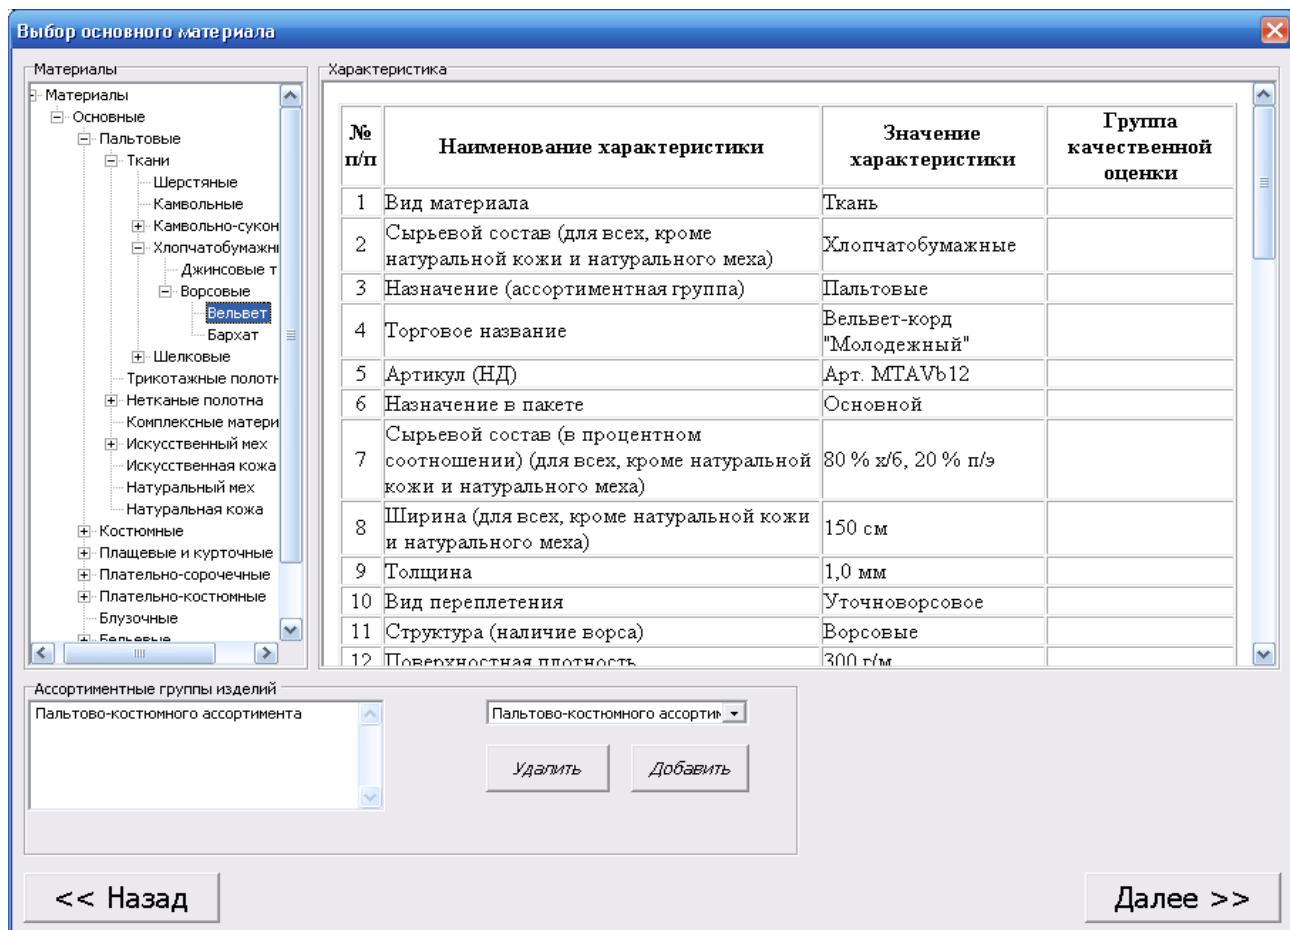 Выбор основного материала
Материалы
Материалы
Основные
Пальтовые
Ткани
Шерстяные
Камвольные
Камвольно-сукон
Хлопчатобумажн
Джинсовые т
Ворсовые
Вельвет
Бархат
Шелковые
Трикотажные полотн
Нетканые полотна
Комплексные матери
Искусственный мех
Искусственная кожа
Натуральный мех
Натуральная кожа
Костюмные
Плащевые и курточные
Плательно-сорочечные
Плательно-костюмные
Блузочные
Бельевые
Характеристика
№ п/п Наименование характеристики Значение характеристики Группа качественной оценки
1 Вид материала Ткань
2 Сырьевой состав (для всех, кроме
натуральной кожи и натурального меха) Хлопчатобумажные
3 Назначение (ассортиментная группа) Пальтовые
4 Торговое название Вельвет-корд
"Молодежный"
5 Артикул (НД) Арт. MTAVb12
6 Назначение в пакете Основной
7 Сырьевой состав (в процентном
соотношении) (для всех, кроме натуральной 80 % х/б, 20 % п/э
кожи и натурального меха)
8 Ширина (для всех, кроме натуральной кожи
и натурального меха) 150 см
9 Толщина 1,0 мм
10 Вид переплетения Уточноворсовое
11 Структура (наличие ворса) Ворсовые
12 Поверхностная плотность 300 г/м
Ассортиментные группы изделий
Пальтово-костюмного ассортимента
Пальтово-костюмного ассортим
Удалить Добавить
<< Назад Далее >>